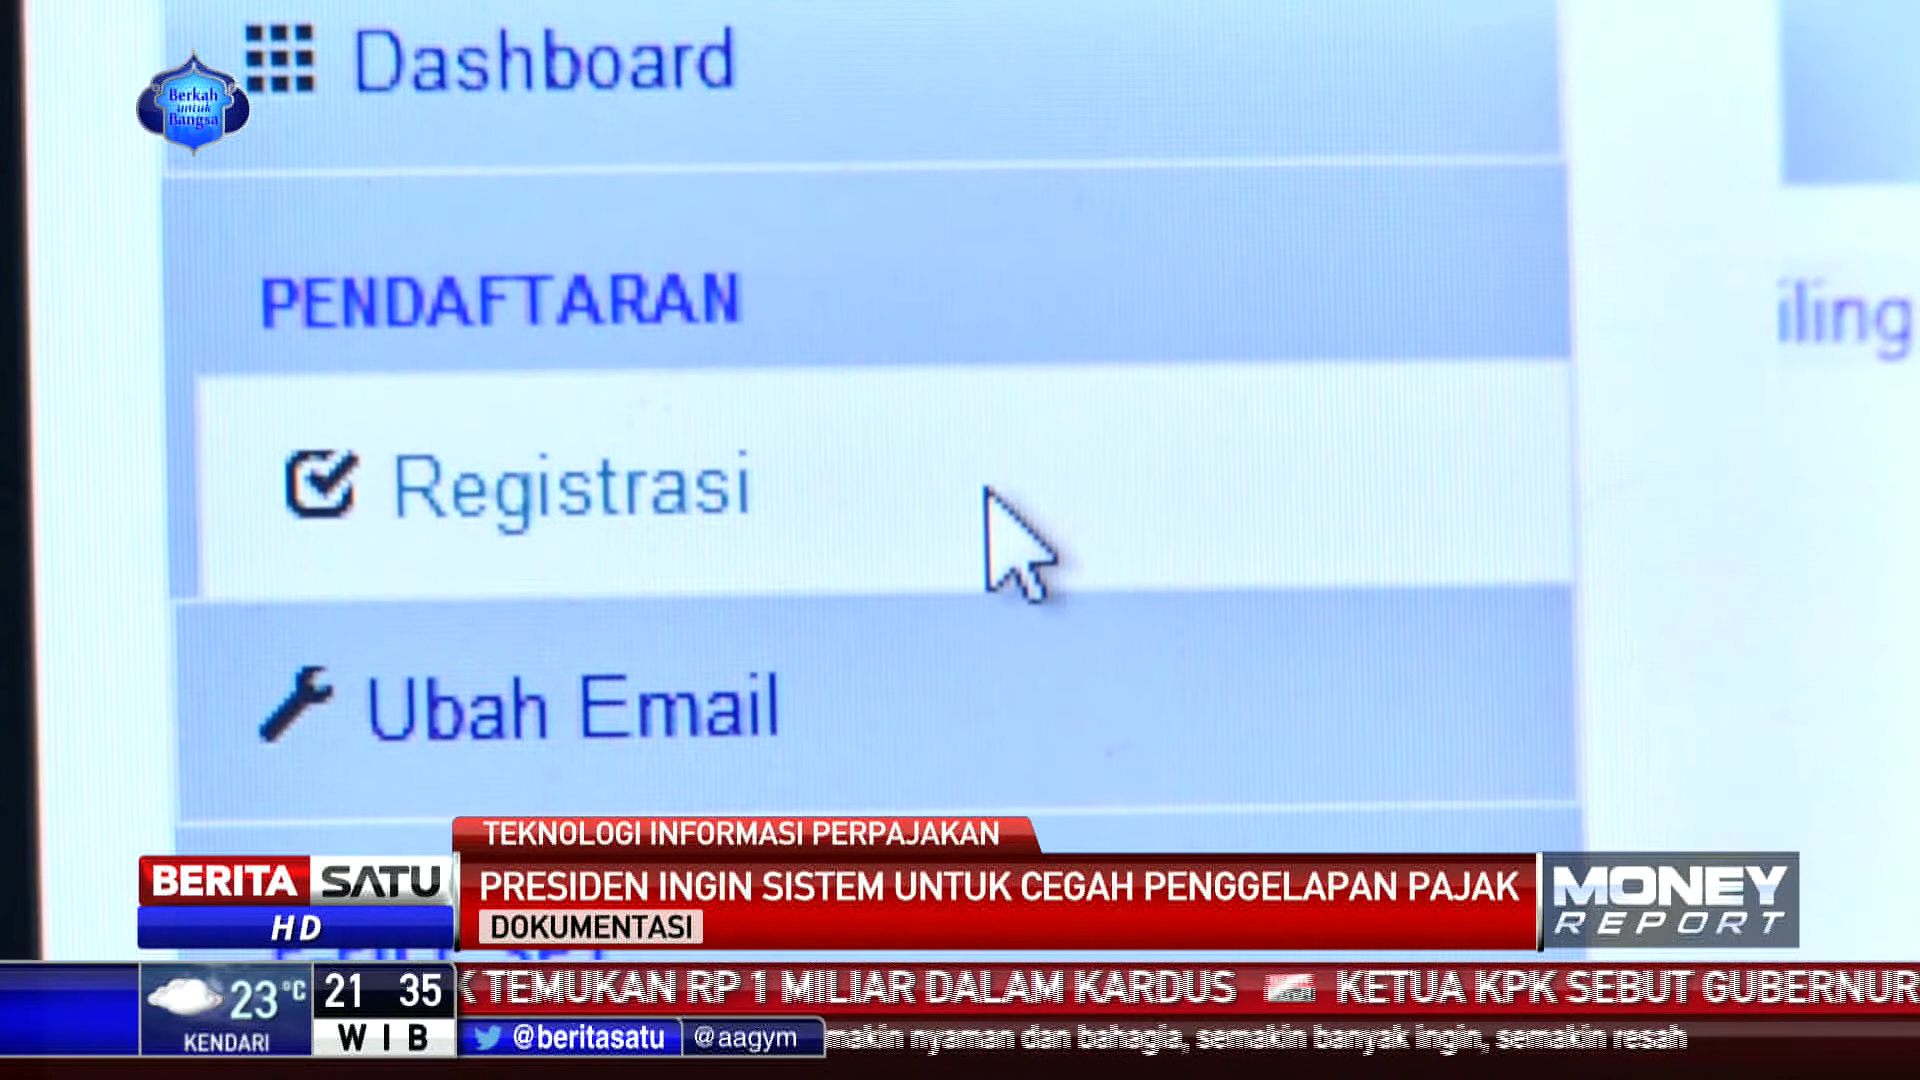 Dashboard
Berkah
untuk
Bangsa
PENDAFTARAN
iling
Registrasi
Ubah Email
TEKNOLOGI INFORMASI PERPAJAKAN
BERITA SATU
HD
PRESIDEN INGIN SISTEM UNTUK CEGAH PENGGELAPAN PAJAK
DOKUMENTASI
MONEY
REPORT
23°C
KENDARI
21 35
WIB
K TEMUKAN RP 1 MILIAR DALAM KARDUS KETUA KPK SEBUT GUBERNUR
@beritasatu @aagym makin nyaman dan bahagia, semakin banyak ingin, semakin resah